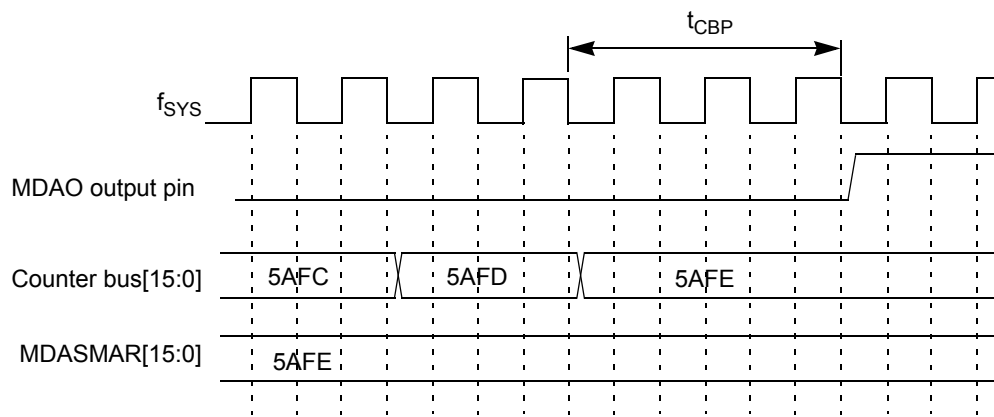 tCBP
fSYS
MDAO output pin
Counter bus[15:0]
5AFC
5AFD
5AFE
MDASMAR[15:0]
5AFE